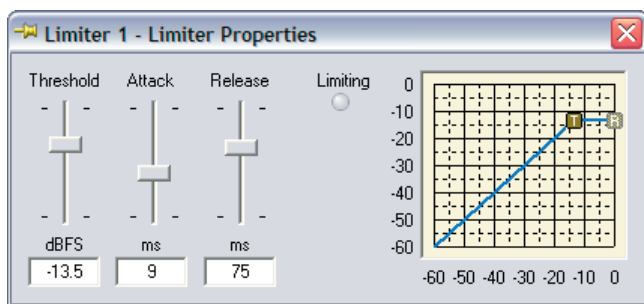 Limiter 1 - Limiter Properties
Threshold Attack Release Limiting
dBFS ms ms
-13.5 9 75
0
-10
-20
-30
-40
-50
-60
T R
-60 -50 -40 -30 -20 -10 0